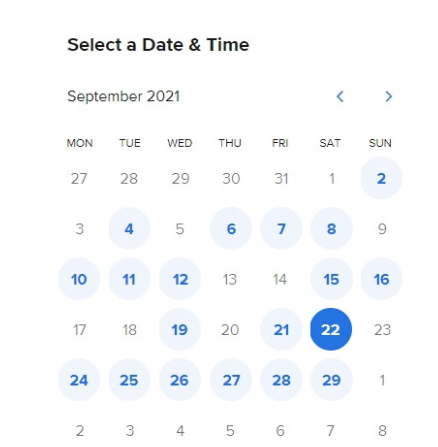 Select a Date & Time
September 2021
MON TUE WED THU FRI SAT SUN
27 28 29 30 31 1 2
3 4 5 6 7 8 9
10 11 12 13 14 15 16
17 18 19 20 21 22 23
24 25 26 27 28 29 1
2 3 4 5 6 7 8